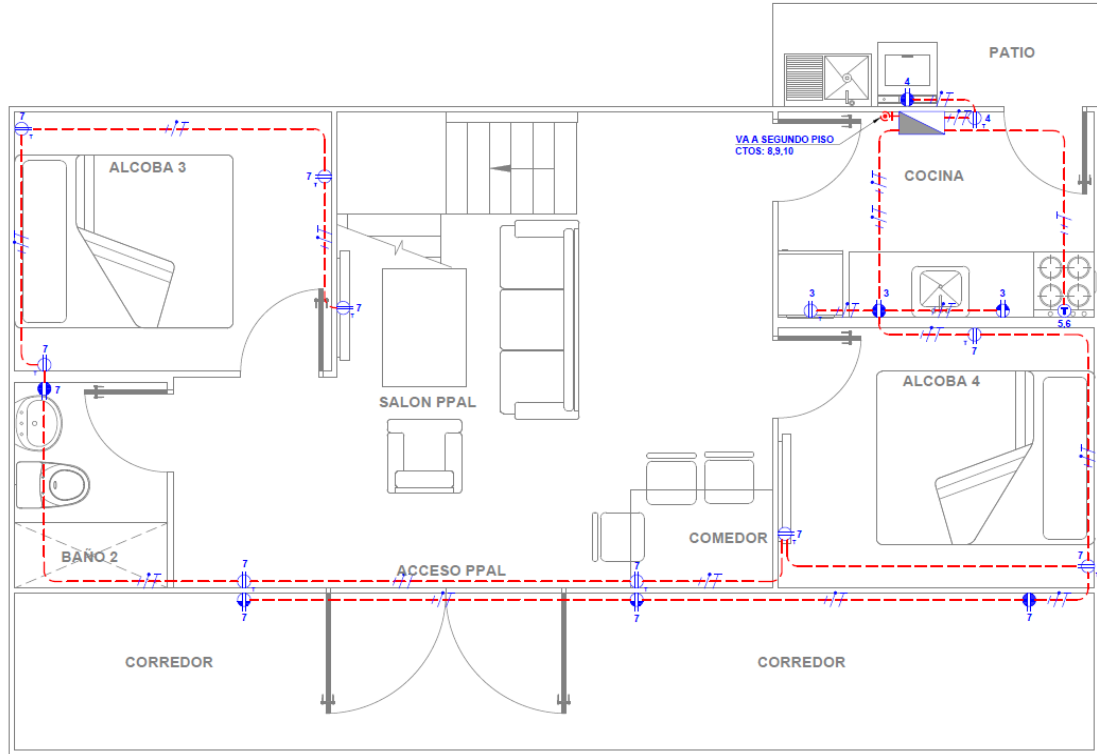 PATIO
4
7
4
VA A SEGUNDO PISO
CTOS: 8,9,10
ALCOBA 3
COCINA
7
T
T
3
3
3
T
T
5,6
7
T
7
T
7
T
7
ALCOBA 4
SALON PPAL
7
COMEDOR
7
T
BAÑO 2
ACCESO PPAL
7
T
7
T
7
T
7
7
7
CORREDOR
CORREDOR